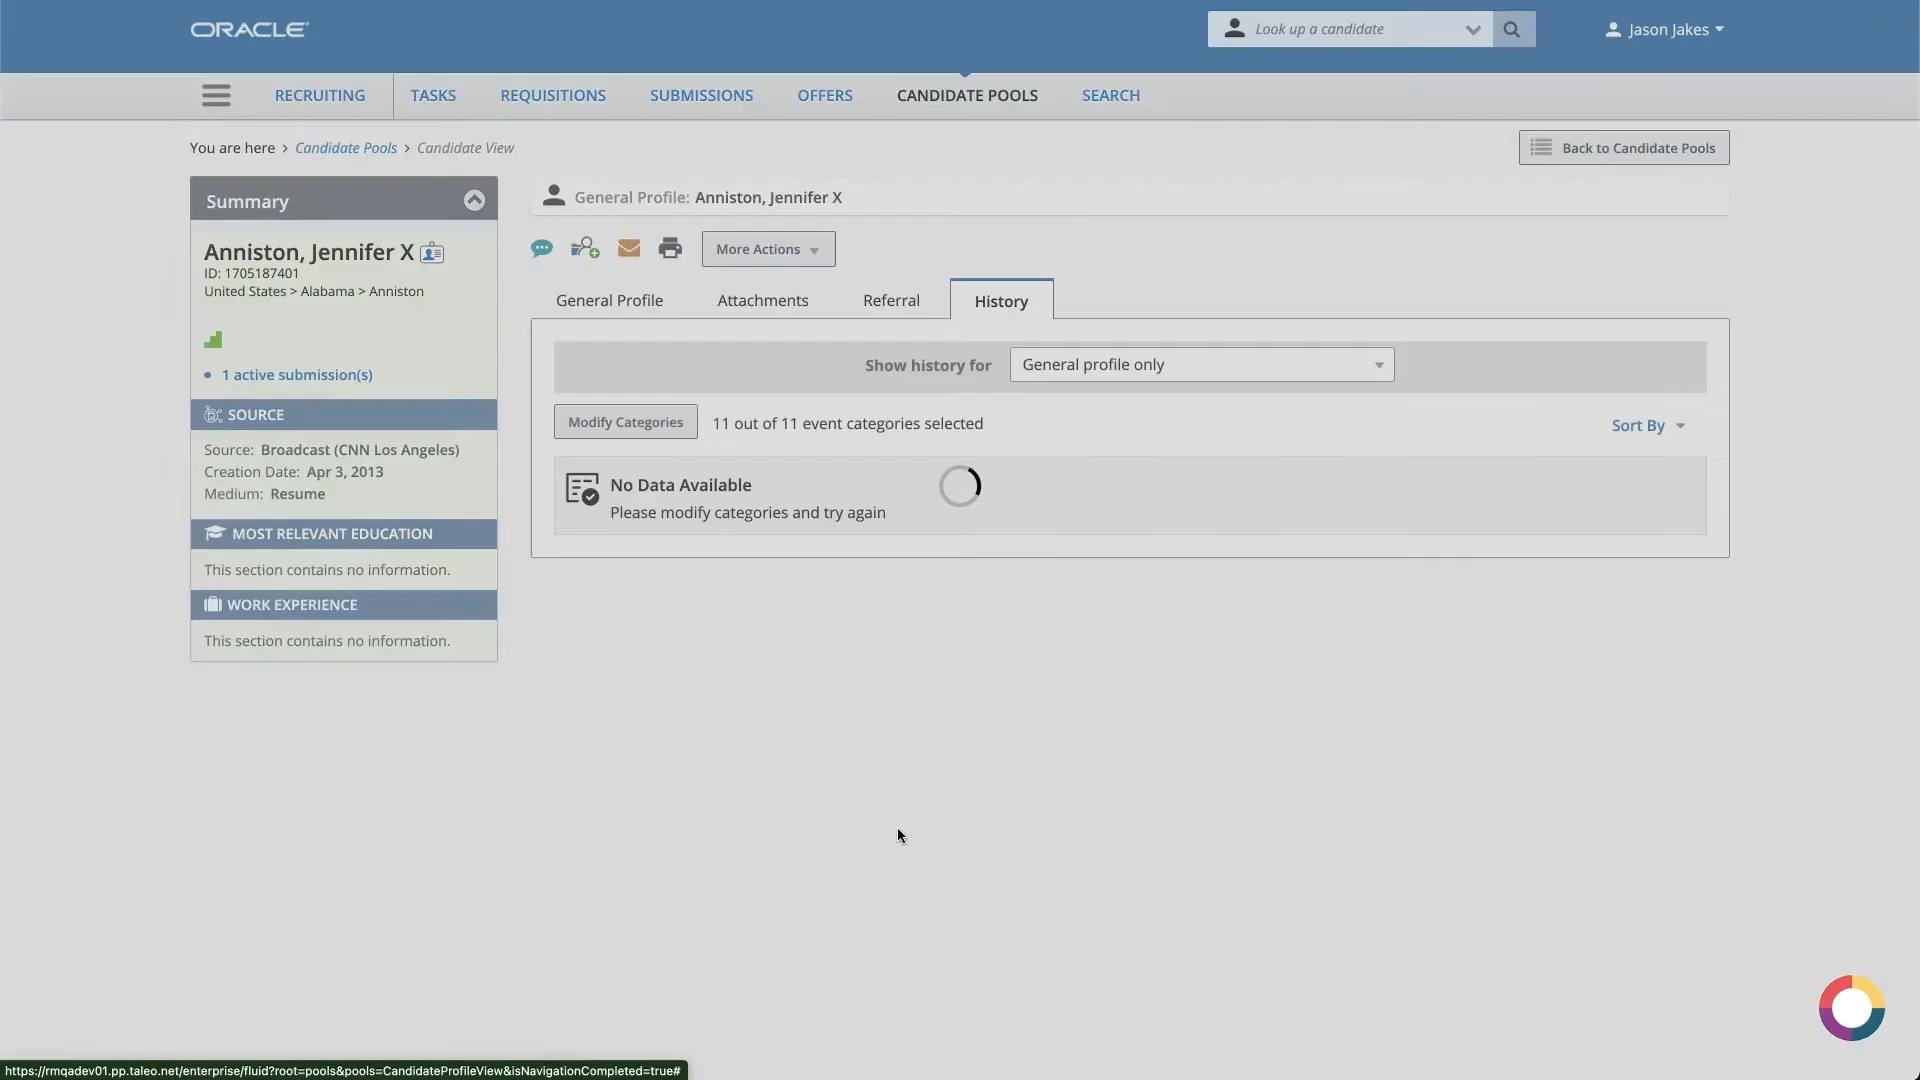 ORACLE
Look up a candidate
Jason Jakes
RECRUITING
TASKS
REQUISITIONS
SUBMISSIONS
OFFERS
CANDIDATE POOLS
SEARCH
You are here > Candidate Pools > Candidate View
Back to Candidate Pools
Summary
Anniston, Jennifer X
ID: 1705187401
United States > Alabama > Anniston
1 active submission(s)
SOURCE
Source: Broadcast (CNN Los Angeles)
Creation Date: Apr 3, 2013
Medium: Resume
MOST RELEVANT EDUCATION
This section contains no information.
WORK EXPERIENCE
This section contains no information.
General Profile: Anniston, Jennifer X
More Actions
General Profile
Attachments
Referral
History
Show history for
General profile only
Modify Categories
11 out of 11 event categories selected
Sort By
No Data Available
Please modify categories and try again
https://rmqadev01.pp.taleo.net/enterprise/fluid?root=pools&pools=CandidateProfileView&isNavigationCompleted=true#